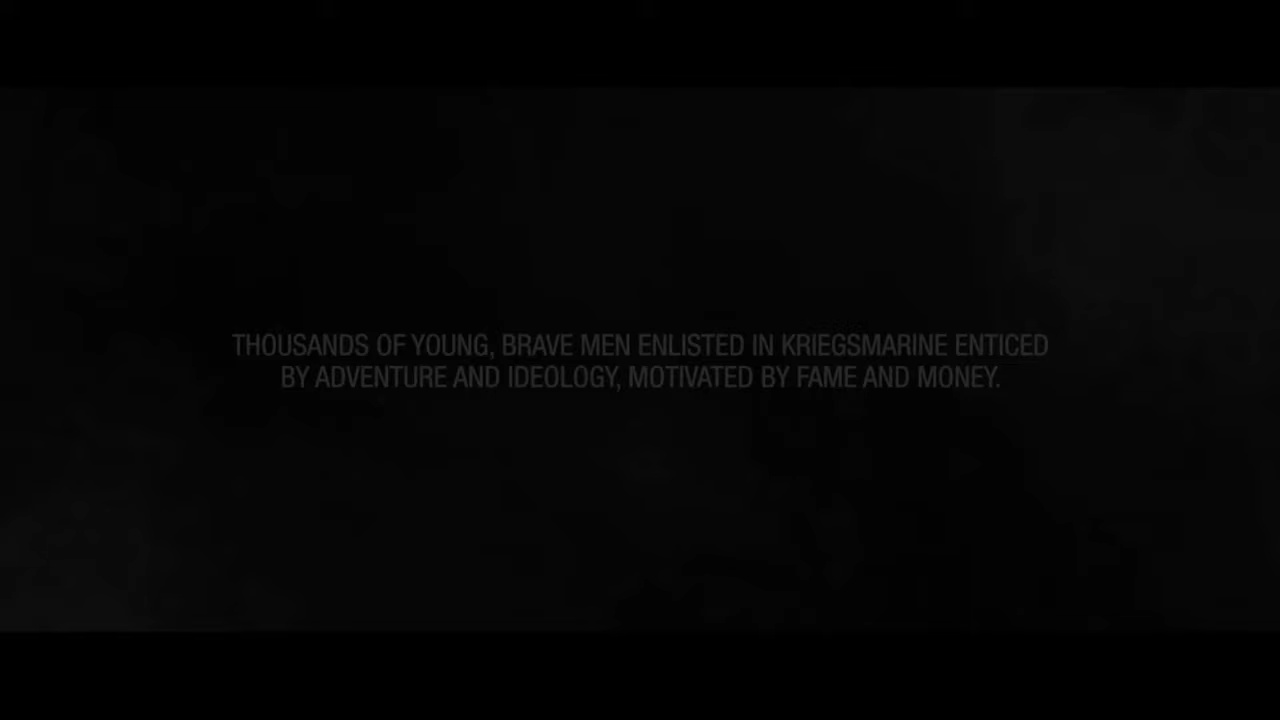 THOUSANDS OF YOUNG, BRAVE MEN ENLISTED IN KRIEGSMARINE ENTICED
BY ADVENTURE AND IDEOLOGY, MOTIVATED BY FAME AND MONEY.